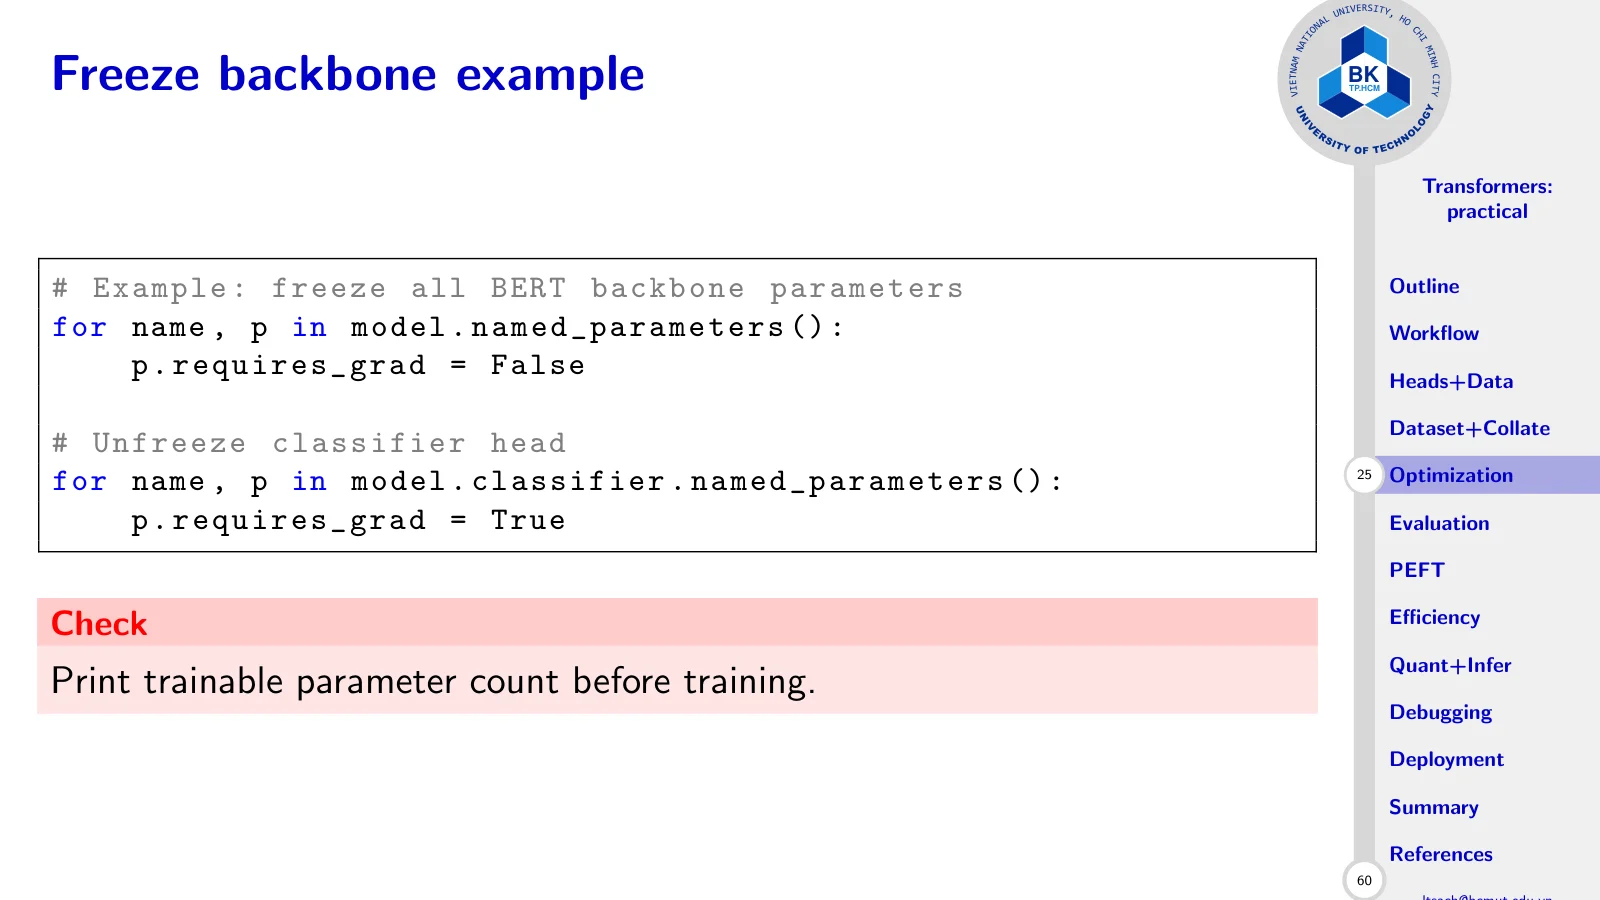 Freeze backbone example
# Example: freeze all BERT backbone parameters
for name, p in model.named_parameters():
    p.requires_grad = False
# Unfreeze classifier head
for name, p in model.classifier.named_parameters():
    p.requires_grad = True
Check
Print trainable parameter count before training.
VIETNAM NATIONAL UNIVERSITY, HO CHI MINH CITY
BK
TP.HCM
UNIVERSITY OF TECHNOLOGY
Transformers:
practical
Outline
Workflow
Heads+Data
Dataset+Collate
25
Optimization
Evaluation
PEFT
Efficiency
Quant+Infer
Debugging
Deployment
Summary
References
60